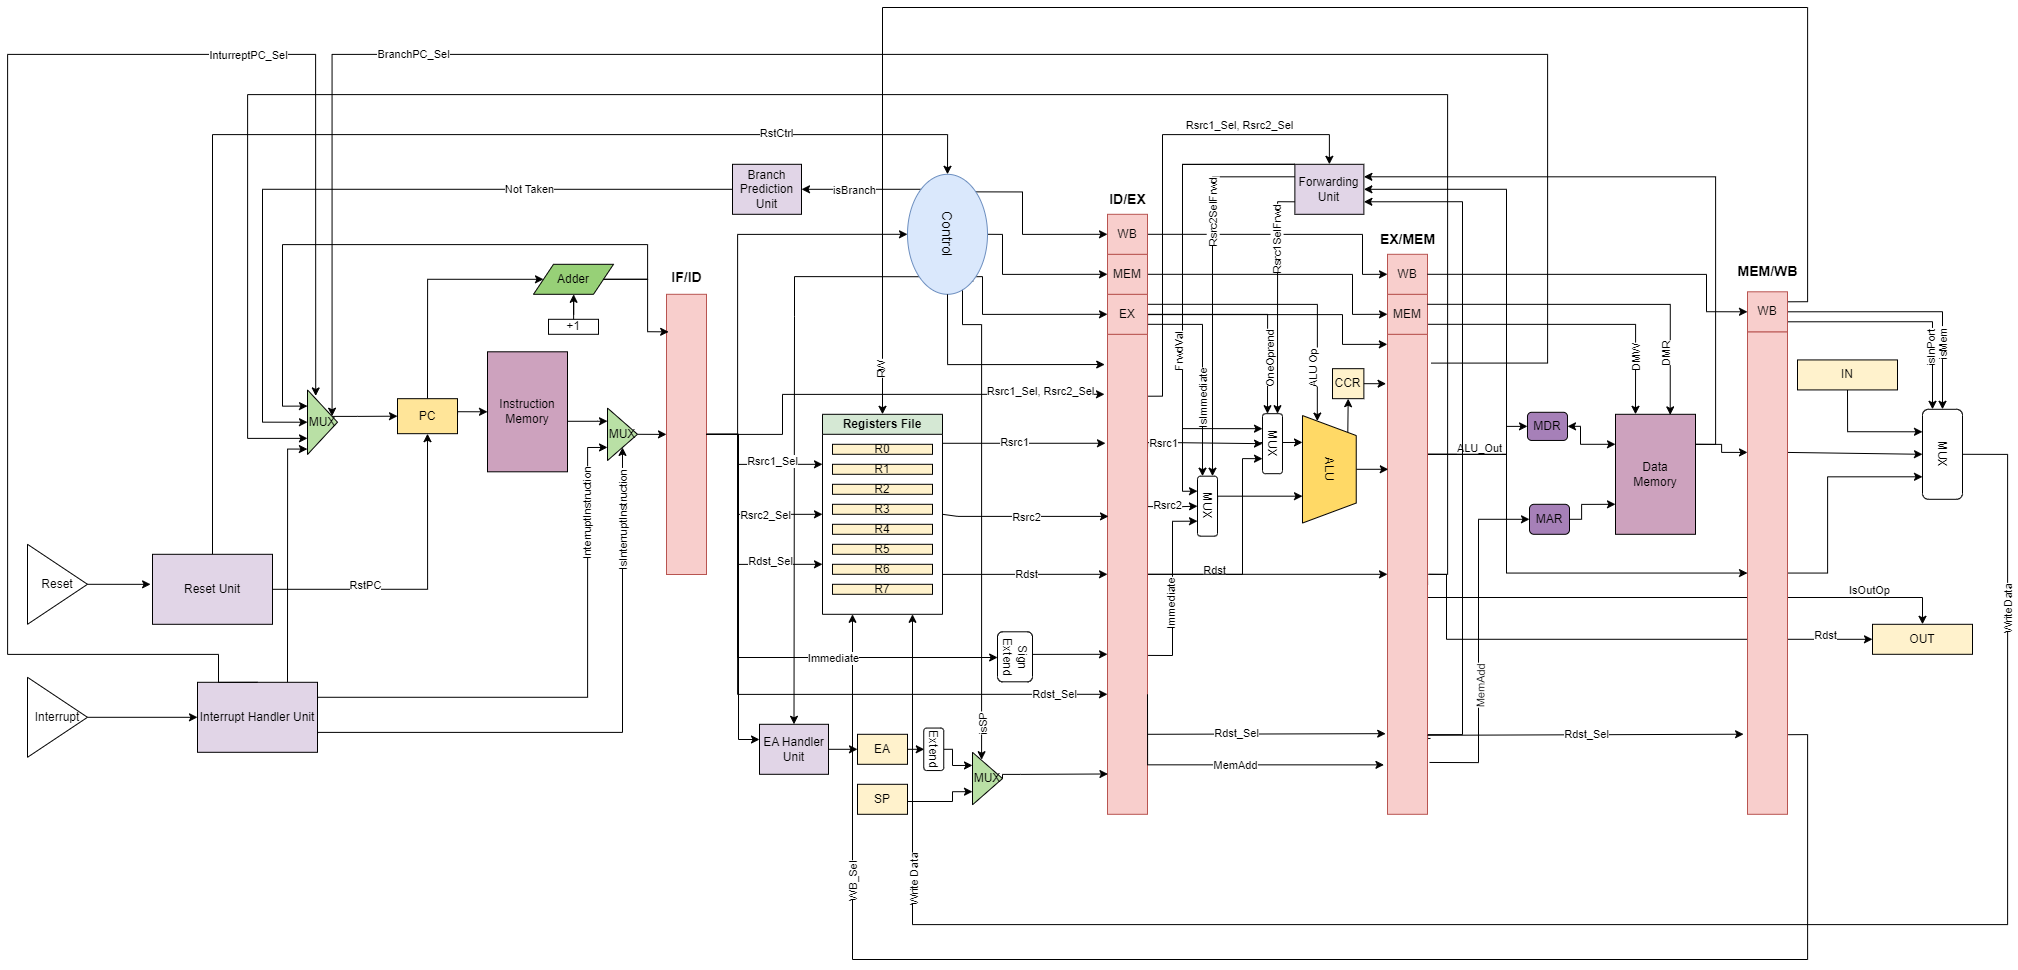 InturreptPC_Sel
BranchPC_Sel
RstCtrl
Rsrc1_Sel, Rsrc2_Sel
Branch
Prediction
Unit
isBranch
Not Taken
Control
Forwarding
Unit
Rsrc2SelFrwd
Rsrc1SelFrwd
ID/EX
WB
MEM
EX
EX/MEM
WB
MEM
MEM/WB
WB
IF/ID
Adder
+1
MUX
PC
Instruction
Memory
MUX
InterruptInstruction
IsInterruptInstruction
RW
Rsrc1_Sel, Rsrc2_Sel
Registers File
R0
R1
R2
R3
R4
R5
R6
R7
Rsrc1_Sel
Rsrc2_Sel
Rdst_Sel
Rsrc1
Rsrc2
Rdst
FrwdVal
isImmediate
OneOprend
ALU Op
CCR
MUX
MUX
ALU
Rsrc1
Rsrc2
Rdst
Immediate
DMW
DMR
MDR
MAR
Data
Memory
ALU_Out
isInPort
isMem
IN
MUX
IsOutOp
Rdst
OUT
WriteData
Reset
Reset Unit
RstPC
Interrupt
Interrupt Handler Unit
Immediate
Sign
Extend
Rdst_Sel
EA Handler
Unit
EA
Extend
SP
isSP
MUX
Rdst_Sel
MemAdd
MemAdd
Rdst_Sel
WB_Sel
Write Data